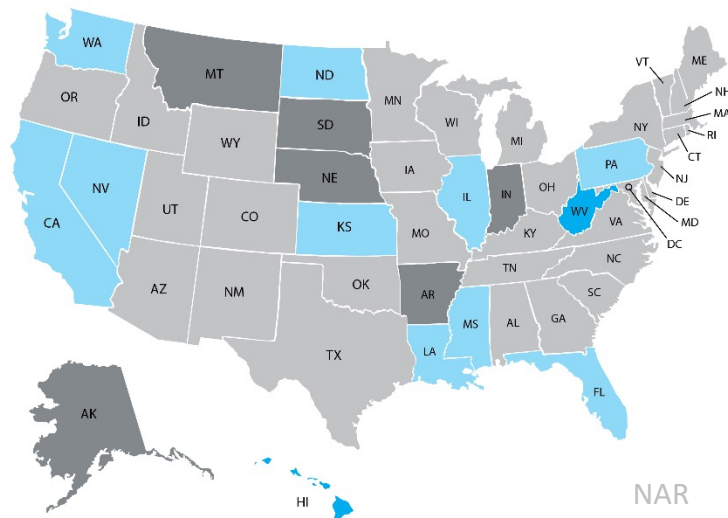 WA
MT
ND
MN
ME
VT
NH
MA
RI
CT
NY
OR
ID
WY
SD
WI
MI
PA
NJ
DE
MD
DC
NE
IA
IL
IN
OH
WV
VA
NV
UT
CO
KS
MO
KY
CA
NC
TN
SC
AZ
NM
OK
AR
MS
AL
GA
TX
LA
FL
AK
HI
NAR